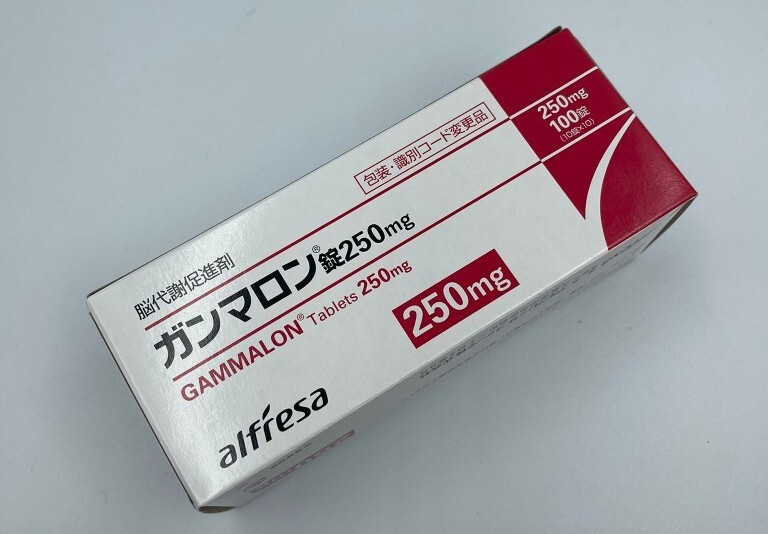 250mg
100錠
(10錠×10)
包装・識別コード変更品
脳代謝促進剤
ガンマロン®錠250mg
GAMMALON® Tablets 250mg
250mg
alfresa